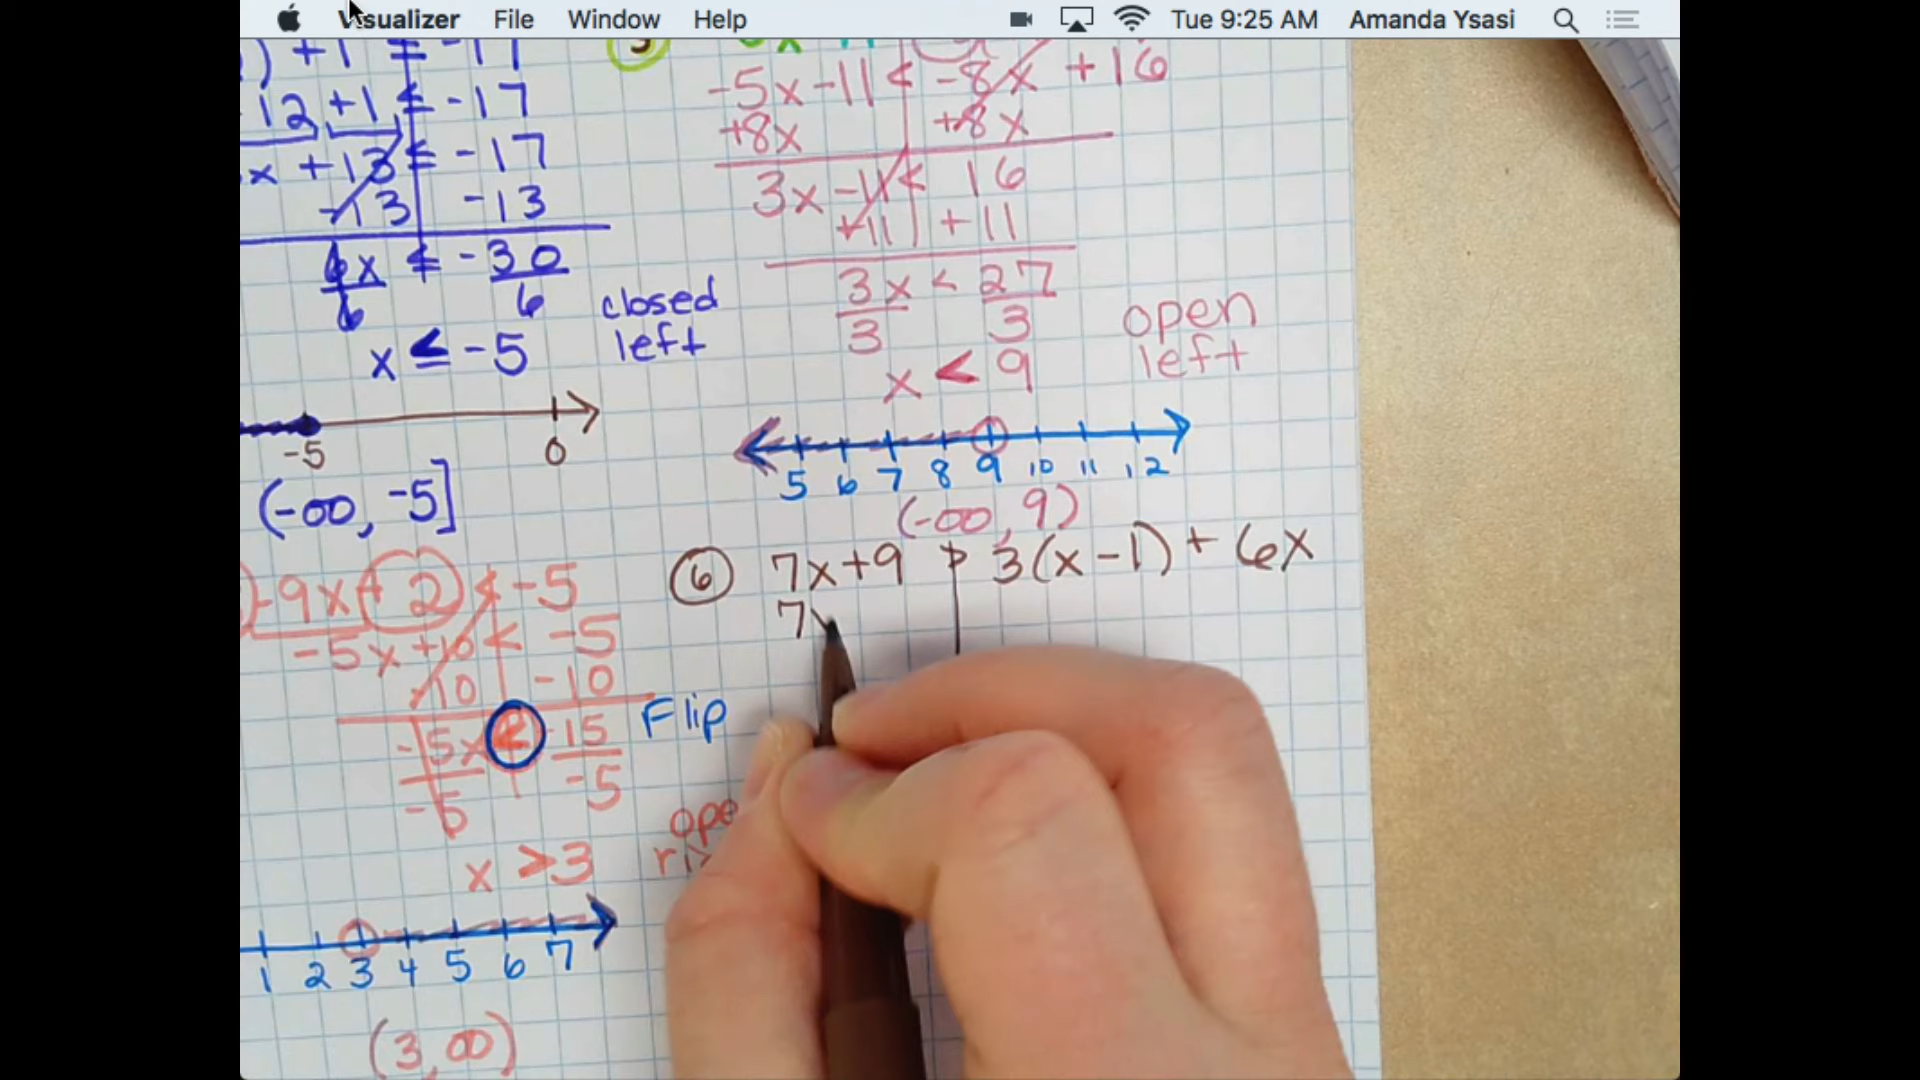 Visualizer File Window Help Tue 9:25 AM Amanda Ysasi
) +1 ≤ -17
12 +1 ≤ -17
x +13 ≤ -17
-13 -13
6x ≤ -30
6 6
closed
left
x ≤ -5
-5 0
(-∞, -5]
-9x + 2 < -5
-5x +10 < -5
-10 -10
-5x < -15
-5 -5
Flip
x > 3
ope
1 2 3 4 5 6 7
(3, ∞)
-5x -11 < -8x + 16
+8x +8x
3x -11 < 16
+11 +11
3x < 27
3 3
open
left
x < 9
5 6 7 8 9 10 11 12
(-∞, 9)
6 7x+9 > 3(x-1) + 6x
7x